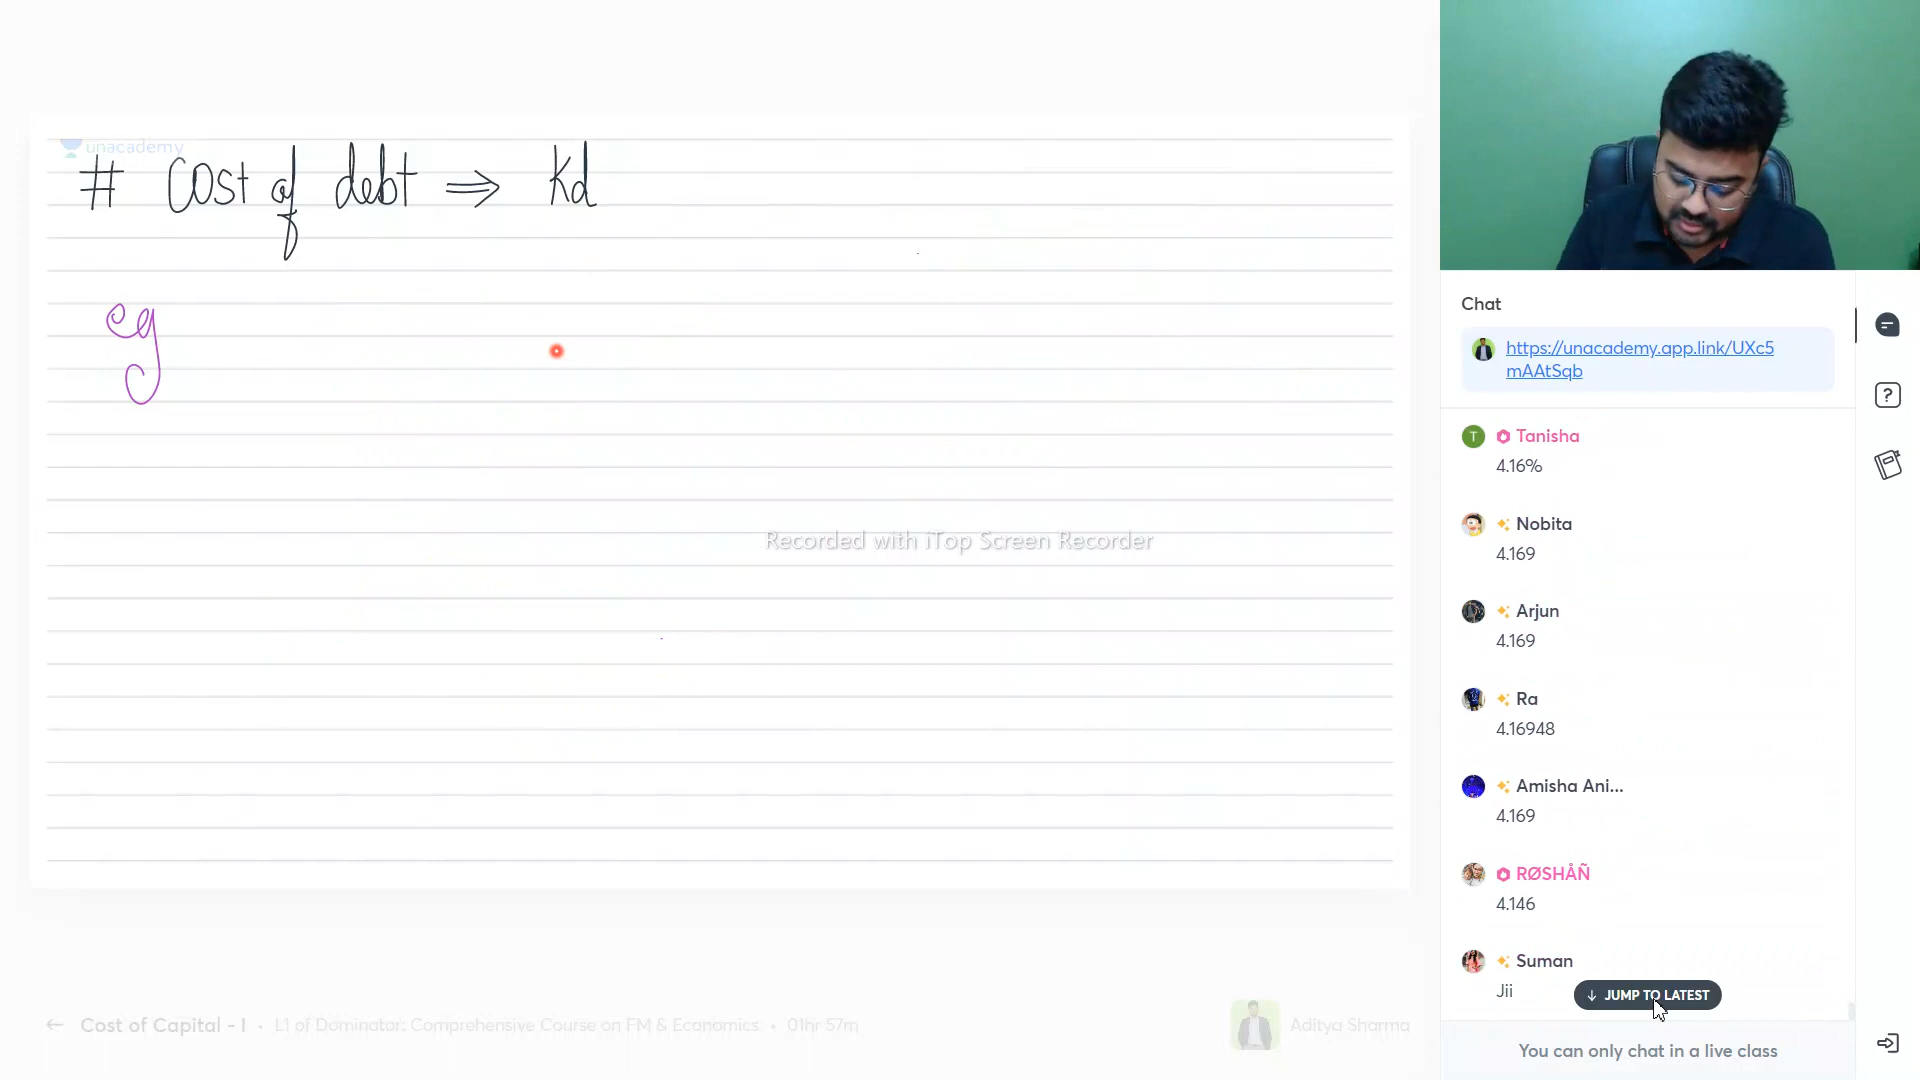 unacademy
# Cost of debt ⇒ Kd
eg
Recorded with iTop Screen Recorder
← Cost of Capital - I • L1 of Dominator: Comprehensive Course on FM & Economics • 01hr 57m
Aditya Sharma
Chat
https://unacademy.app.link/UXc5
mAAtSqb
T Tanisha
4.16%
Nobita
4.169
Arjun
4.169
Ra
4.16948
Amisha Ani...
4.169
RØSHÅÑ
4.146
Suman
Jii
↓ JUMP TO LATEST
You can only chat in a live class
?